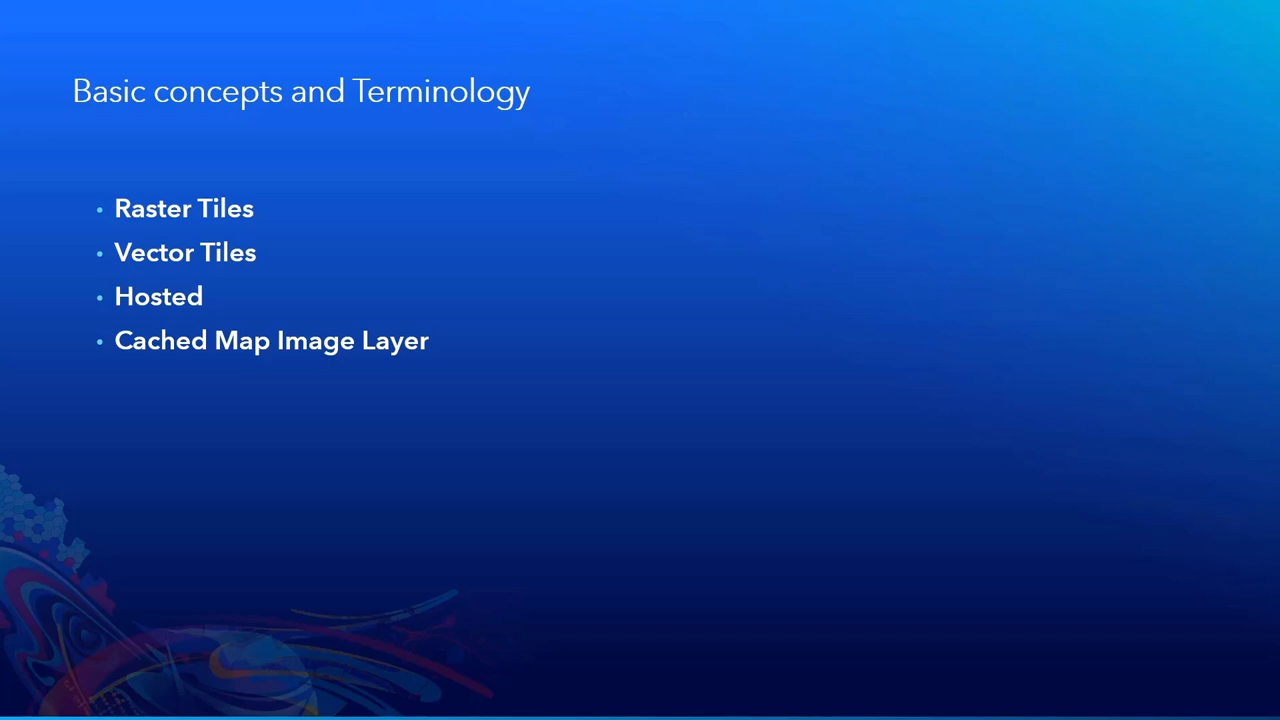 Basic concepts and Terminology
• Raster Tiles
• Vector Tiles
• Hosted
• Cached Map Image Layer